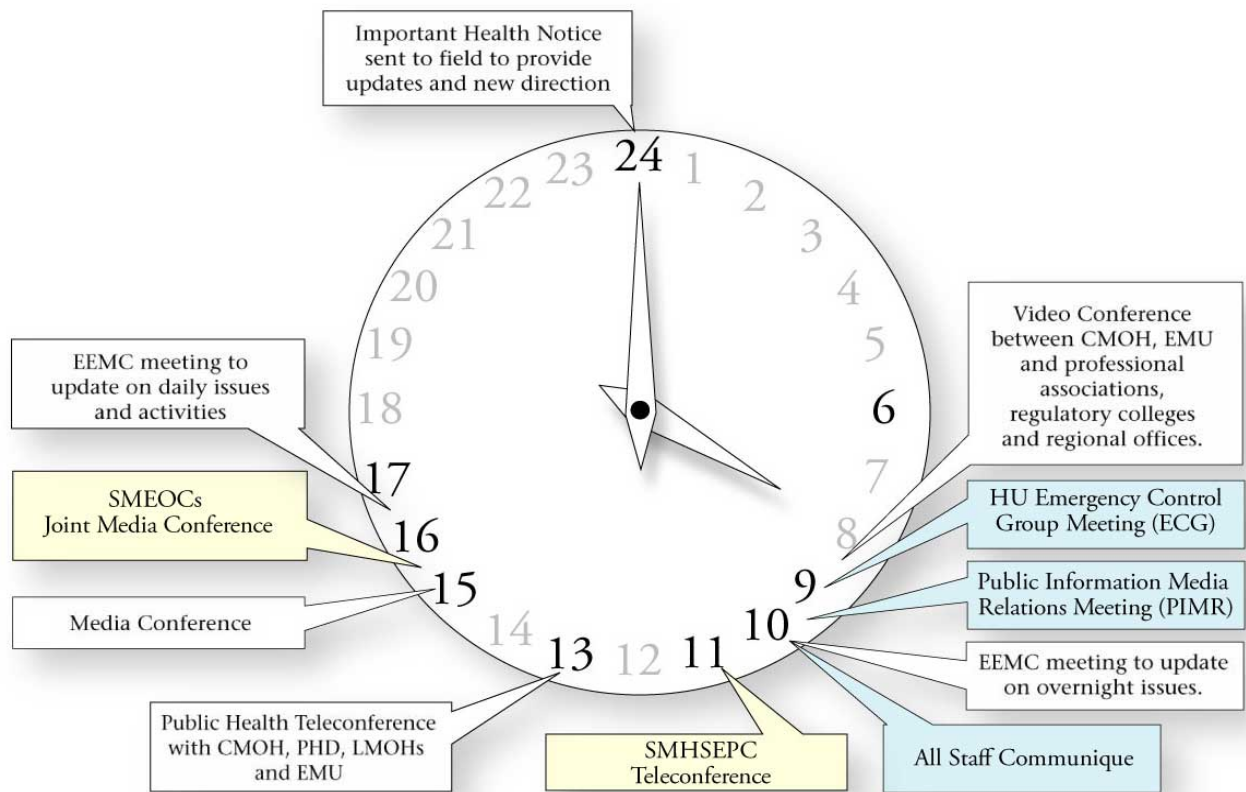 Important Health Notice
sent to field to provide
updates and new direction
24
1
2
3
4
5
6
7
8
9
10
11
12
13
14
15
16
17
18
19
20
21
22
23
Video Conference
between CMOH, EMU
and professional
associations,
regulatory colleges
and regional offices.
HU Emergency Control
Group Meeting (ECG)
Public Information Media
Relations Meeting (PIMR)
EEMC meeting to update
on overnight issues.
All Staff Communique
SMHSEPC
Teleconference
Public Health Teleconference
with CMOH, PHD, LMOHs
and EMU
Media Conference
SMEOCs
Joint Media Conference
EEMC meeting to
update on daily issues
and activities